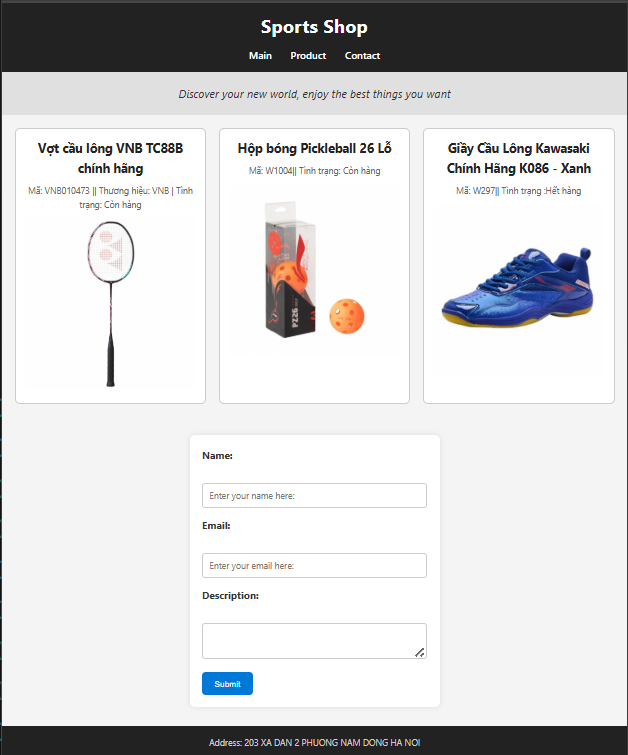 Sports Shop
Main Product Contact
Discover your new world, enjoy the best things you want
Vợt cầu lông VNB TC88B
chính hãng
Mã: VNB010473 || Thương hiệu: VNB | Tình
trạng: Còn hàng
Hộp bóng Pickleball 26 Lỗ
Mã: W1004|| Tình trạng: Còn hàng
PZ26
Giầy Cầu Lông Kawasaki
Chính Hãng K086 - Xanh
Mã: W297|| Tình trạng :Hết hàng
Name:
Enter your name here:
Email:
Enter your email here:
Description:
Submit
Address: 203 XA DAN 2 PHUONG NAM DONG HA NOI